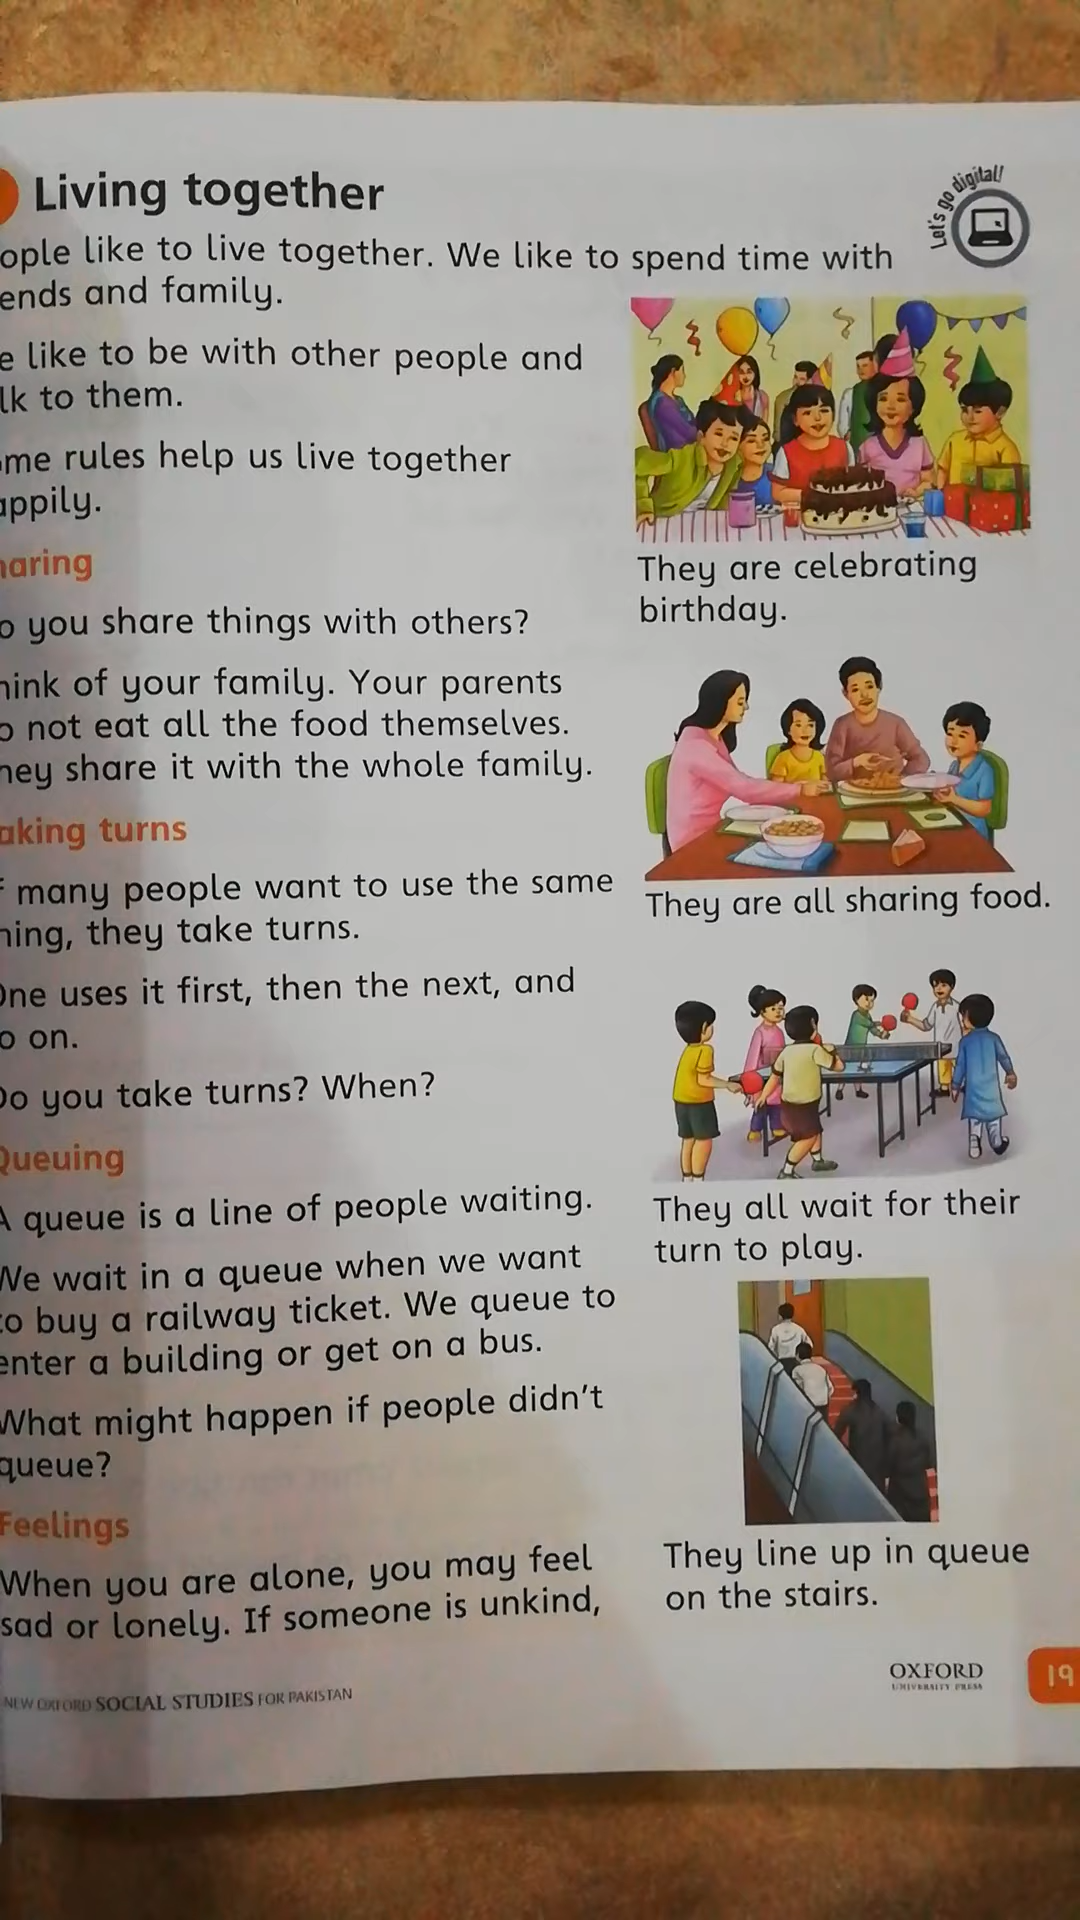 Living together
Let's go digital!
ople like to live together. We like to spend time with
ends and family.
e like to be with other people and
lk to them.
me rules help us live together
appily.
They are celebrating
birthday.
haring
o you share things with others?
hink of your family. Your parents
o not eat all the food themselves.
hey share it with the whole family.
They are all sharing food.
aking turns
f many people want to use the same
hing, they take turns.
One uses it first, then the next, and
o on.
Do you take turns? When?
They all wait for their
turn to play.
Queuing
A queue is a line of people waiting.
We wait in a queue when we want
to buy a railway ticket. We queue to
enter a building or get on a bus.
What might happen if people didn't
queue?
They line up in queue
on the stairs.
Feelings
When you are alone, you may feel
sad or lonely. If someone is unkind,
NEW OXFORD SOCIAL STUDIES FOR PAKISTAN
OXFORD
UNIVERSITY PRESS
19